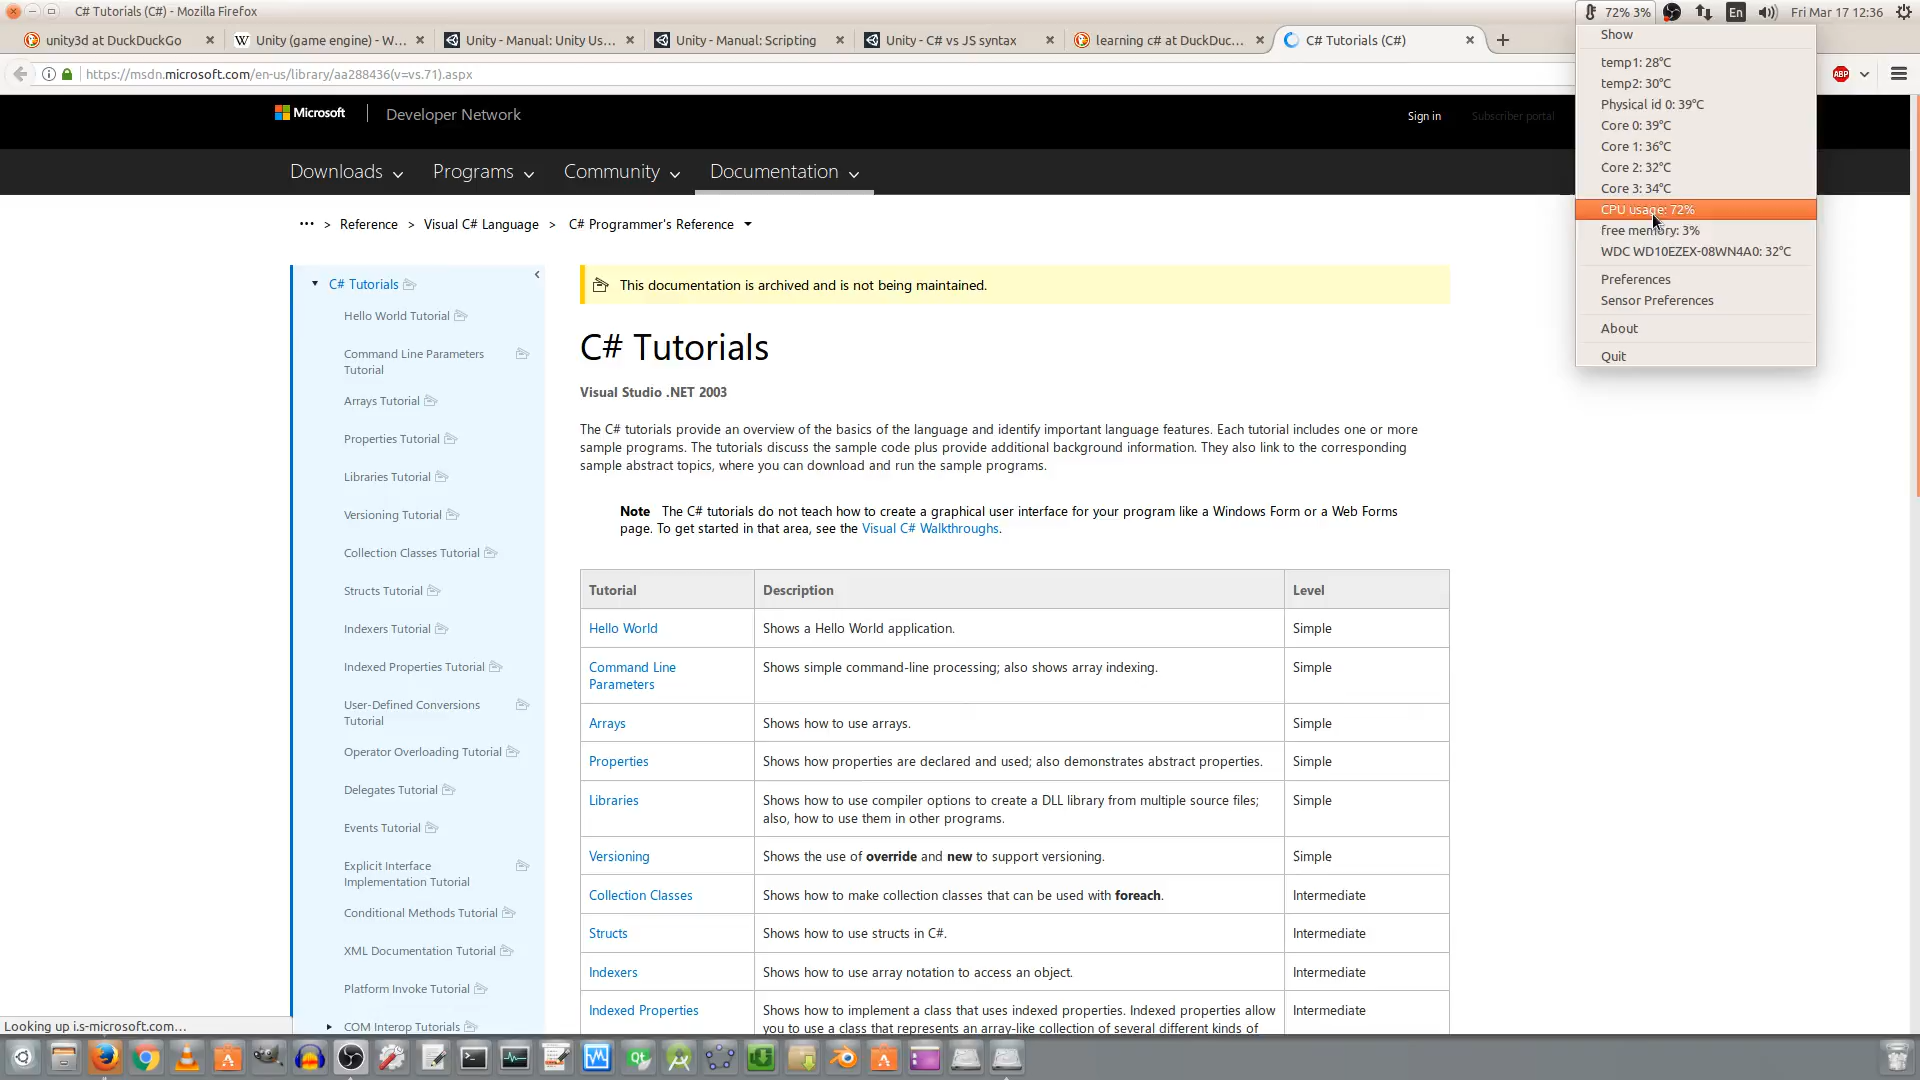 C# Tutorials (C#) - Mozilla Firefox
72% 3%
En
Fri Mar 17 12:36
unity3d at DuckDuckGo
Unity (game engine) - W...
Unity - Manual: Unity Us...
Unity - Manual: Scripting
Unity - C# vs JS syntax
learning c# at DuckDuc...
C# Tutorials (C#)
https://msdn.microsoft.com/en-us/library/aa288436(v=vs.71).aspx
ABP
Show
temp1: 28°C
temp2: 30°C
Physical id 0: 39°C
Core 0: 39°C
Core 1: 36°C
Core 2: 32°C
Core 3: 34°C
CPU usage: 72%
free memory: 3%
WDC WD10EZEX-08WN4A0: 32°C
Preferences
Sensor Preferences
About
Quit
Microsoft
Developer Network
Sign in
Subscriber portal
Downloads
Programs
Community
Documentation
··· > Reference > Visual C# Language > C# Programmer's Reference
C# Tutorials
Hello World Tutorial
Command Line Parameters
Tutorial
Arrays Tutorial
Properties Tutorial
Libraries Tutorial
Versioning Tutorial
Collection Classes Tutorial
Structs Tutorial
Indexers Tutorial
Indexed Properties Tutorial
User-Defined Conversions
Tutorial
Operator Overloading Tutorial
Delegates Tutorial
Events Tutorial
Explicit Interface
Implementation Tutorial
Conditional Methods Tutorial
XML Documentation Tutorial
Platform Invoke Tutorial
COM Interop Tutorials
This documentation is archived and is not being maintained.
C# Tutorials
Visual Studio .NET 2003
The C# tutorials provide an overview of the basics of the language and identify important language features. Each tutorial includes one or more
sample programs. The tutorials discuss the sample code plus provide additional background information. They also link to the corresponding
sample abstract topics, where you can download and run the sample programs.
Note The C# tutorials do not teach how to create a graphical user interface for your program like a Windows Form or a Web Forms
page. To get started in that area, see the Visual C# Walkthroughs.
Tutorial Description Level
Hello World Shows a Hello World application. Simple
Command Line Shows simple command-line processing; also shows array indexing. Simple
Parameters
Arrays Shows how to use arrays. Simple
Properties Shows how properties are declared and used; also demonstrates abstract properties. Simple
Libraries Shows how to use compiler options to create a DLL library from multiple source files; Simple
also, how to use them in other programs.
Versioning Shows the use of override and new to support versioning. Simple
Collection Classes Shows how to make collection classes that can be used with foreach. Intermediate
Structs Shows how to use structs in C#. Intermediate
Indexers Shows how to use array notation to access an object. Intermediate
Indexed Properties Shows how to implement a class that uses indexed properties. Indexed properties allow Intermediate
you to use a class that represents an array-like collection of several different kinds of
Looking up i.s-microsoft.com…